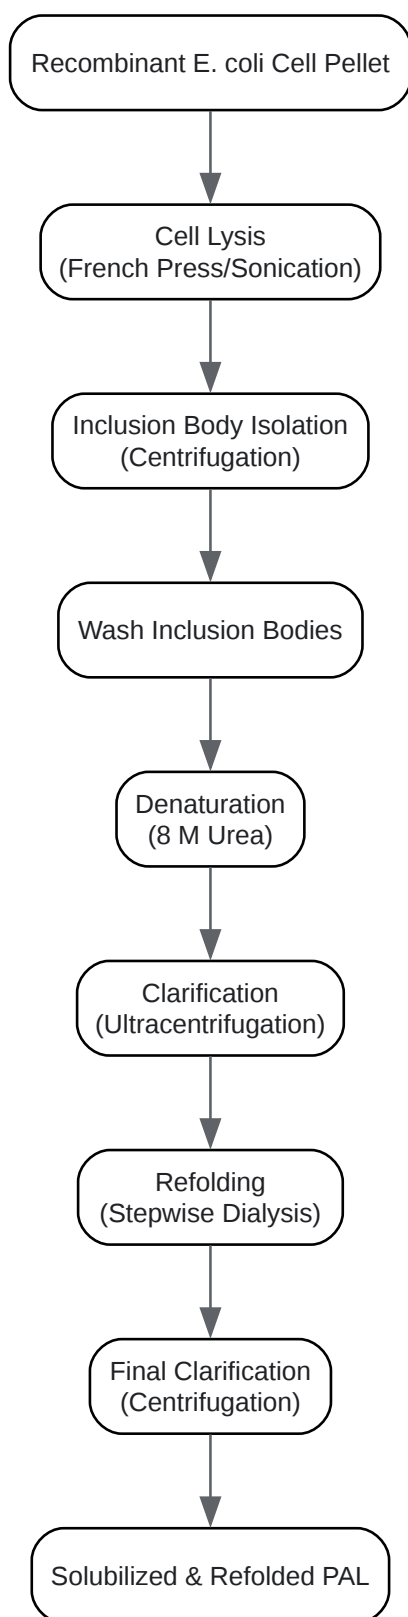 Recombinant E. coli Cell Pellet
Cell Lysis
(French Press/Sonication)
Inclusion Body Isolation
(Centrifugation)
Wash Inclusion Bodies
Denaturation
(8 M Urea)
Clarification
(Ultracentrifugation)
Refolding
(Stepwise Dialysis)
Final Clarification
(Centrifugation)
Solubilized & Refolded PAL